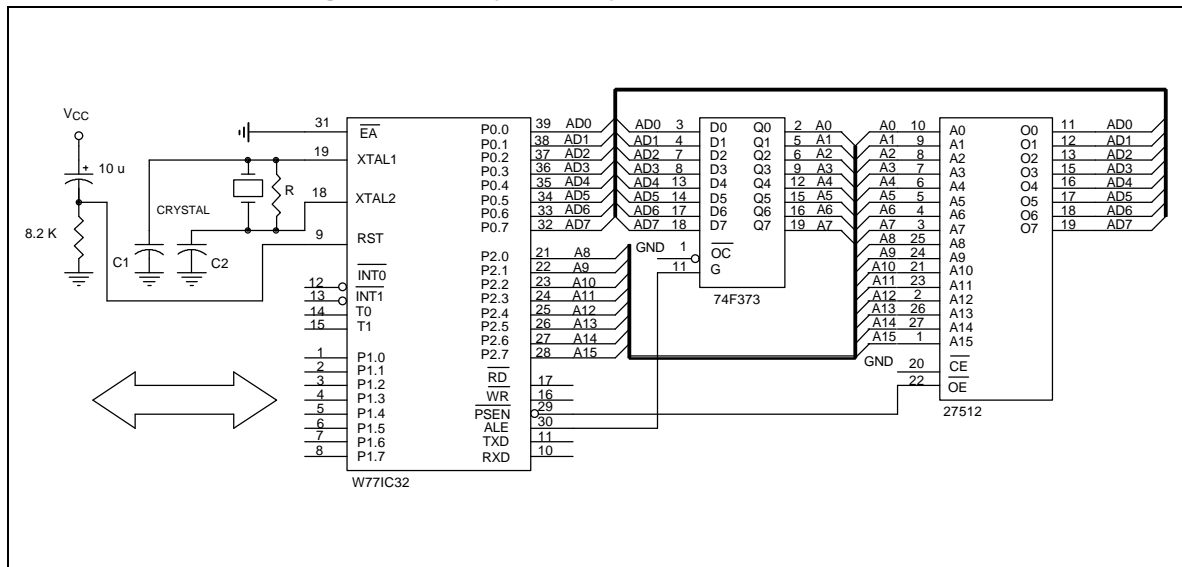 VCC
10 u
8.2 K
CRYSTAL
R
C1
C2
31 EA
19 XTAL1
18 XTAL2
9 RST
12 INT0
13 INT1
14 T0
15 T1
1 P1.0
2 P1.1
3 P1.2
4 P1.3
5 P1.4
6 P1.5
7 P1.6
8 P1.7
P0.0 39 AD0
P0.1 38 AD1
P0.2 37 AD2
P0.3 36 AD3
P0.4 35 AD4
P0.5 34 AD5
P0.6 33 AD6
P0.7 32 AD7
P2.0 21 A8
P2.1 22 A9
P2.2 23 A10
P2.3 24 A11
P2.4 25 A12
P2.5 26 A13
P2.6 27 A14
P2.7 28 A15
RD 17
WR 16
PSEN 29
ALE 30
TXD 11
RXD 10
W77IC32
AD0 3 D0 Q0 2 A0
AD1 4 D1 Q1 5 A1
AD2 7 D2 Q2 6 A2
AD3 8 D3 Q3 9 A3
AD4 13 D4 Q4 12 A4
AD5 14 D5 Q5 15 A5
AD6 17 D6 Q6 16 A6
AD7 18 D7 Q7 19 A7
GND 1 OC
11 G
74F373
A0 10 A0
A1 9 A1
A2 8 A2
A3 7 A3
A4 6 A4
A5 5 A5
A6 4 A6
A7 3 A7
A8 25 A8
A9 24 A9
A10 21 A10
A11 23 A11
A12 2 A12
A13 26 A13
A14 27 A14
A15 1 A15
GND 20 CE
22 OE
O0 11 AD0
O1 12 AD1
O2 13 AD2
O3 15 AD3
O4 16 AD4
O5 17 AD5
O6 18 AD6
O7 19 AD7
27512